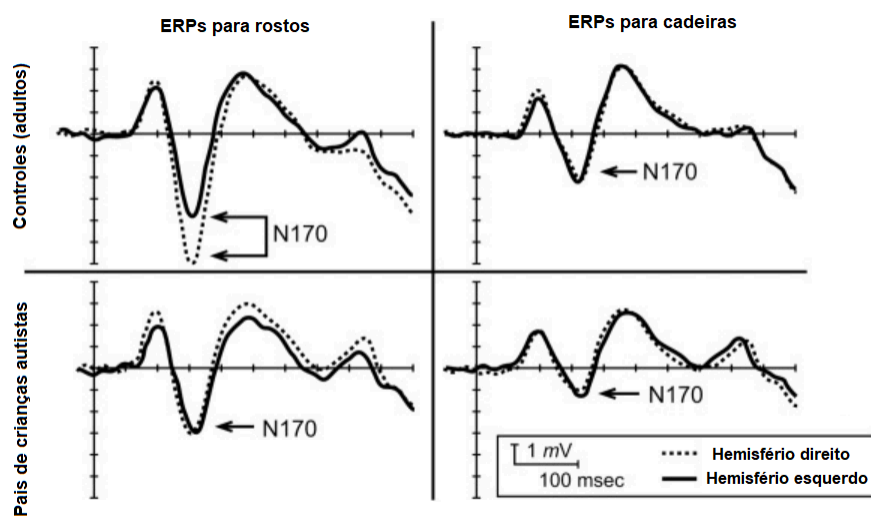 ERPs para rostos
ERPs para cadeiras
Controles (adultos)
N170
N170
Pais de crianças autistas
N170
N170
1 mV
100 msec
Hemisfério direito
Hemisfério esquerdo